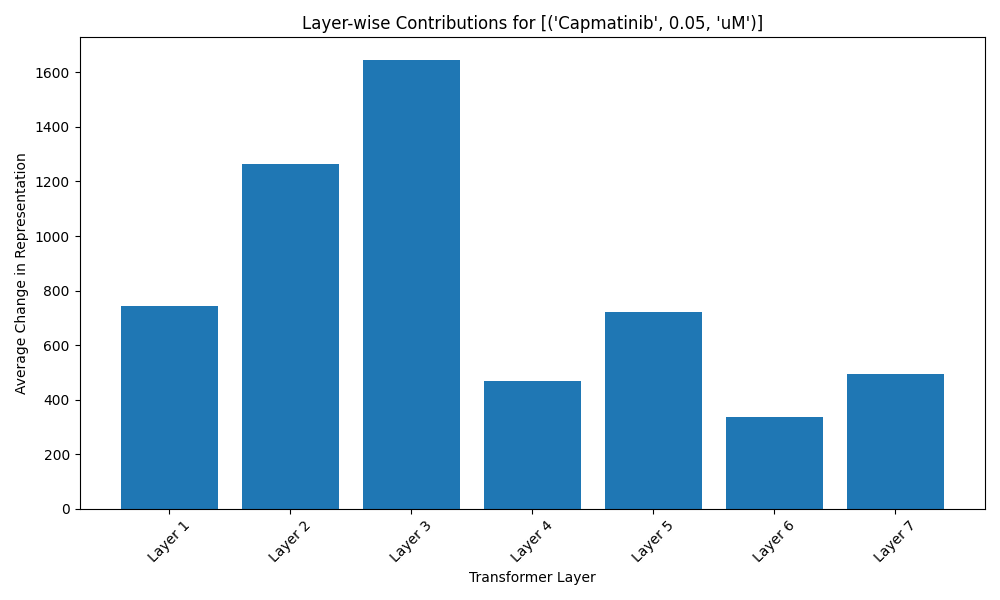 Layer-wise Contributions for [('Capmatinib', 0.05, 'uM')]
Average Change in Representation
1600
1400
1200
1000
800
600
400
200
0
Layer 1
Layer 2
Layer 3
Layer 4
Layer 5
Layer 6
Layer 7
Transformer Layer